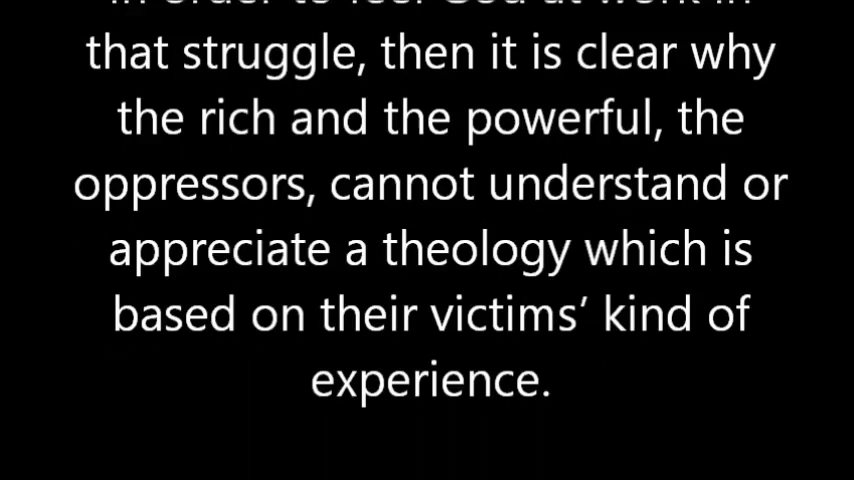 in order to feel God at work in
that struggle, then it is clear why
the rich and the powerful, the
oppressors, cannot understand or
appreciate a theology which is
based on their victims’ kind of
experience.